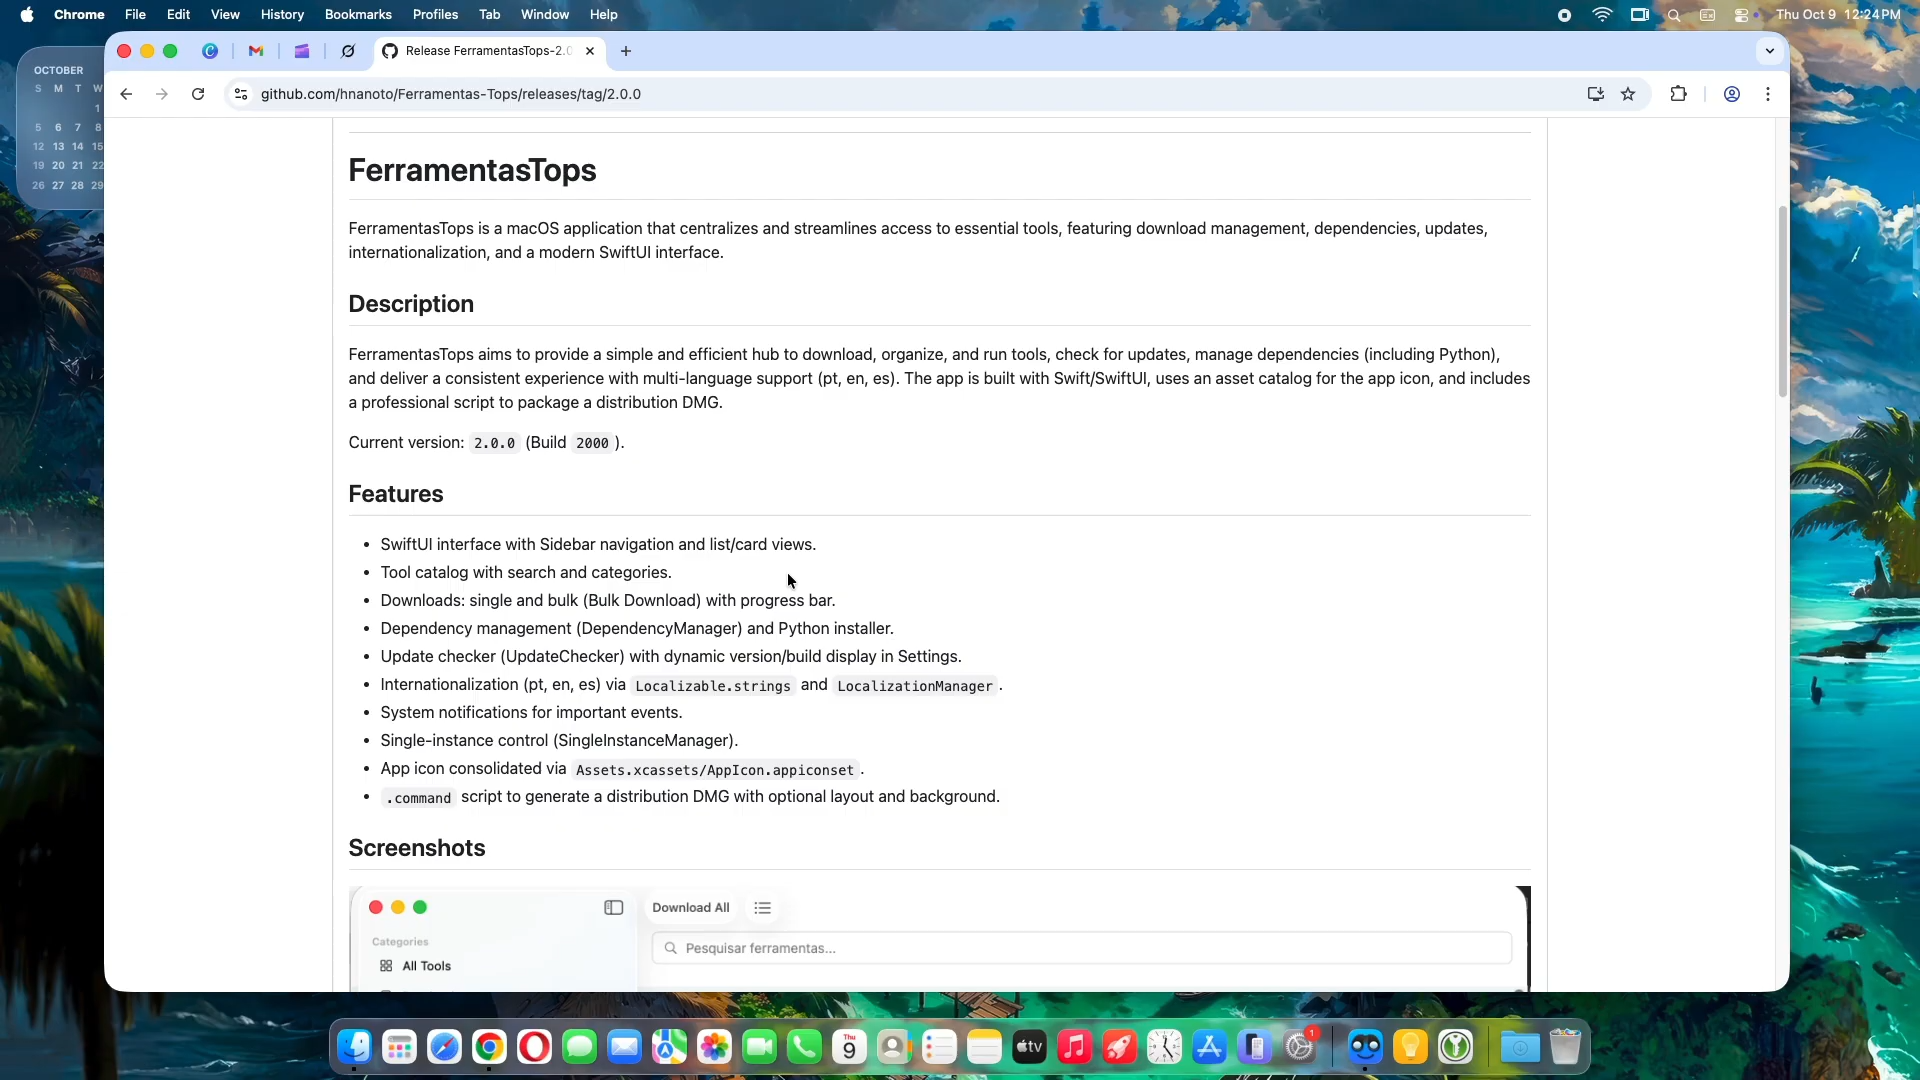 Chrome File Edit View History Bookmarks Profiles Tab Window Help
Thu Oct 9 12:24PM
Release FerramentasTops-2.0
github.com/hnanoto/Ferramentas-Tops/releases/tag/2.0.0
OCTOBER
S M T W
1
5 6 7 8
12 13 14 15
19 20 21 22
26 27 28 29
FerramentasTops
FerramentasTops is a macOS application that centralizes and streamlines access to essential tools, featuring download management, dependencies, updates,
internationalization, and a modern SwiftUI interface.
Description
FerramentasTops aims to provide a simple and efficient hub to download, organize, and run tools, check for updates, manage dependencies (including Python),
and deliver a consistent experience with multi-language support (pt, en, es). The app is built with Swift/SwiftUI, uses an asset catalog for the app icon, and includes
a professional script to package a distribution DMG.
Current version: 2.0.0 (Build 2000 ).
Features
• SwiftUI interface with Sidebar navigation and list/card views.
• Tool catalog with search and categories.
• Downloads: single and bulk (Bulk Download) with progress bar.
• Dependency management (DependencyManager) and Python installer.
• Update checker (UpdateChecker) with dynamic version/build display in Settings.
• Internationalization (pt, en, es) via Localizable.strings and LocalizationManager .
• System notifications for important events.
• Single-instance control (SingleInstanceManager).
• App icon consolidated via Assets.xcassets/AppIcon.appiconset .
• .command script to generate a distribution DMG with optional layout and background.
Screenshots
Download All
Categories
Pesquisar ferramentas...
All Tools
Thu
9
tv
1